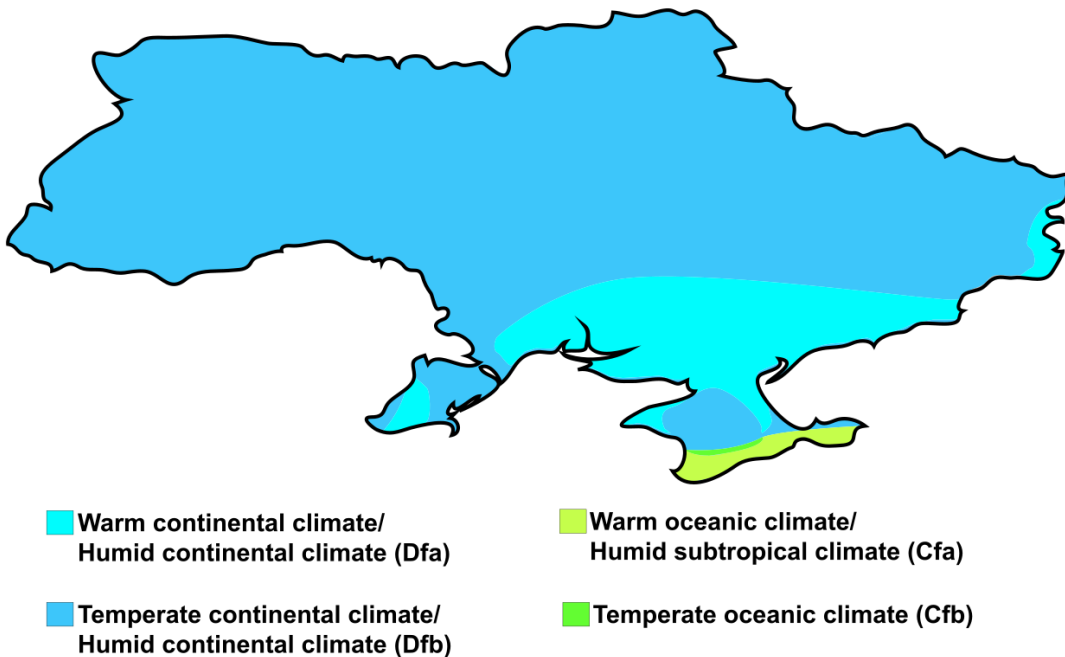 Warm continental climate/
Humid continental climate (Dfa)
Temperate continental climate/
Humid continental climate (Dfb)
Warm oceanic climate/
Humid subtropical climate (Cfa)
Temperate oceanic climate (Cfb)